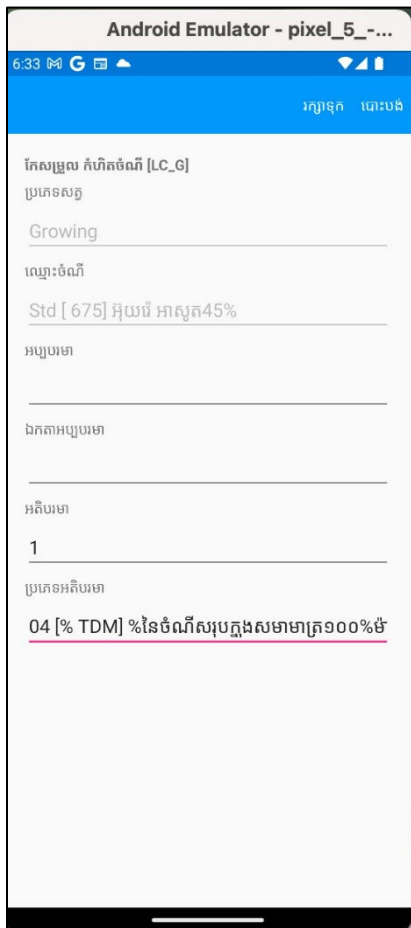 Android Emulator - pixel_5_-...
6:33
រក្សាទុក បោះបង់
កែសម្រួល កំហិតចំណី [LC_G]
ប្រភេទសត្វ
Growing
ឈ្មោះចំណី
Std [ 675] អ៊ុយរ៉េ អាសូត45%
អប្បបរមា
ឯកតាអប្បបរមា
អតិបរមា
1
ប្រភេទអតិបរមា
04 [% TDM] %នៃចំណីសរុបក្នុងសមាមាត្រ១០០%ម៉